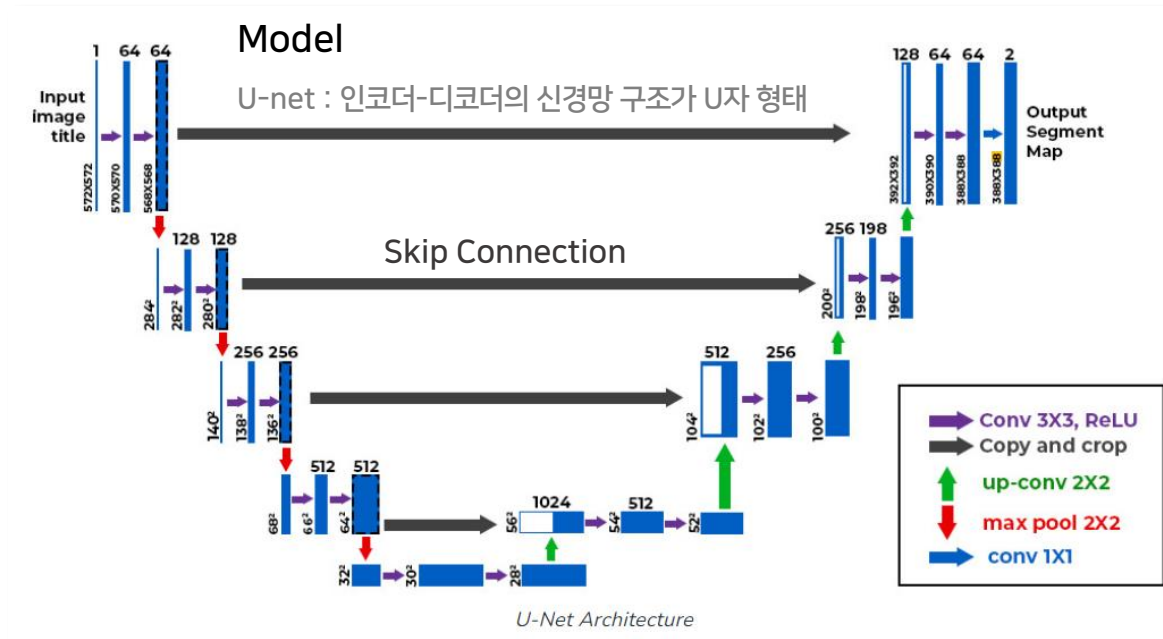 Model
U-net : 인코더-디코더의 신경망 구조가 U자 형태
1 64 64
128 64 64 2
Input
image
title
Output
Segment
Map
572X572
570X570
568X568
392X392
390X390
388X388
388X388
128 128
256 198
Skip Connection
284²
282²
280²
200²
198²
196²
256 256
512
256
140²
138²
136²
104²
102²
100²
512 512
1024
512
68²
66²
64²
56²
54²
52²
32²
30²
28²
Conv 3X3, ReLU
Copy and crop
up-conv 2X2
max pool 2X2
conv 1X1
U-Net Architecture